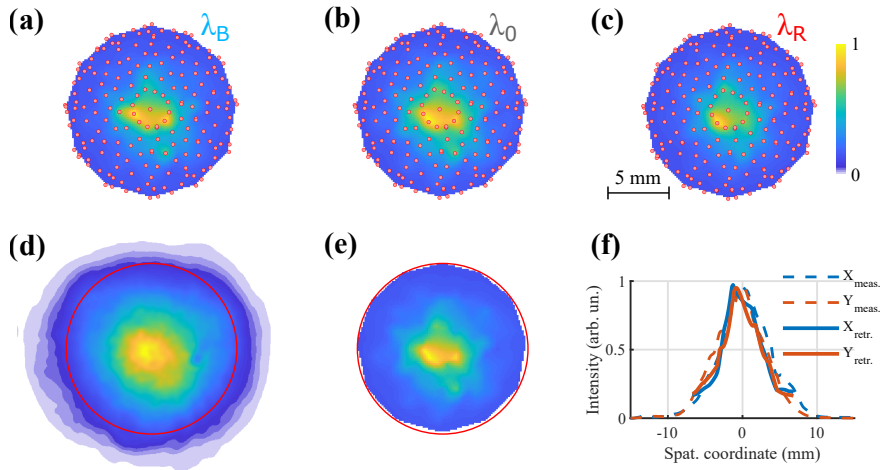 (a)
λB
(b)
λ0
(c)
λR
1
0
5 mm
(d)
(e)
(f)
1
0.5
0
-10
0
10
Intensity (arb. un.)
Spat. coordinate (mm)
Xmeas.
Ymeas.
Xretr.
Yretr.